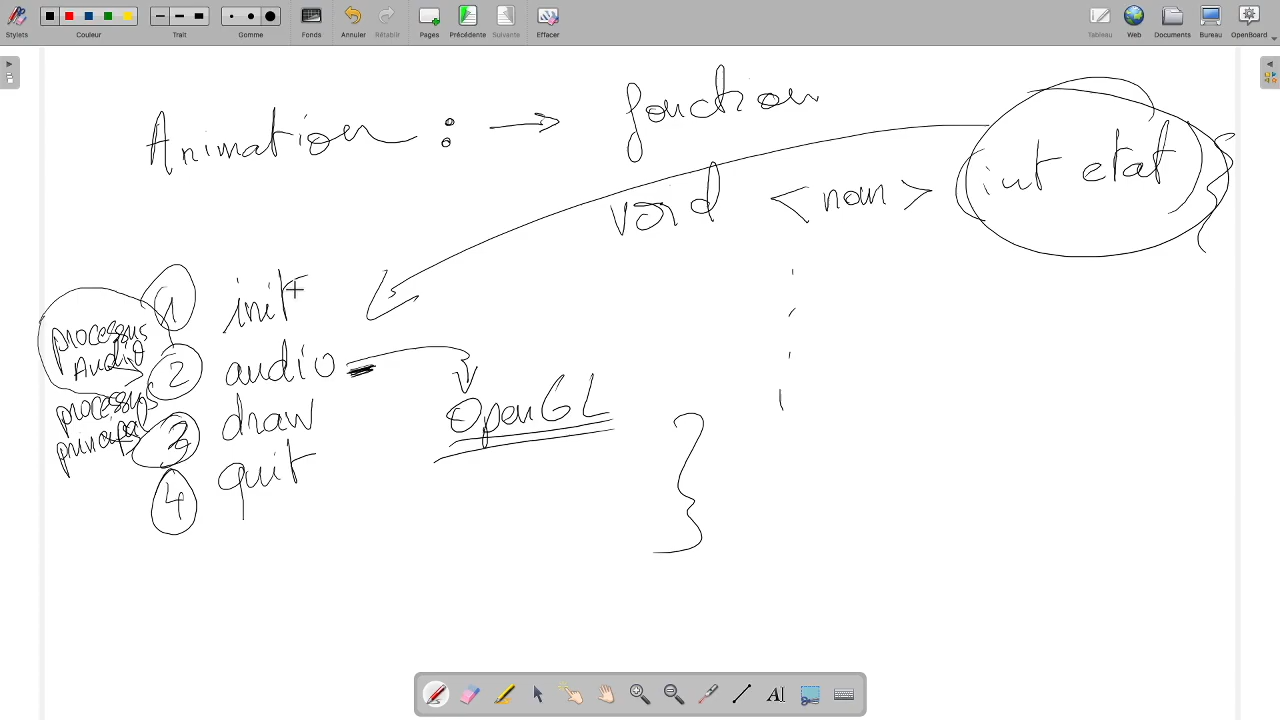 Stylets Couleur Trait Gomme Fonds Annuler Rétablir Pages Précédente Suivante Effacer Tableau Web Documents Bureau OpenBoard
Animation : → fonction
void <nom> int etat {
1 init
processus Audio
2 audio
OpenGL
processus principal
3 draw
4 quit
}
AI